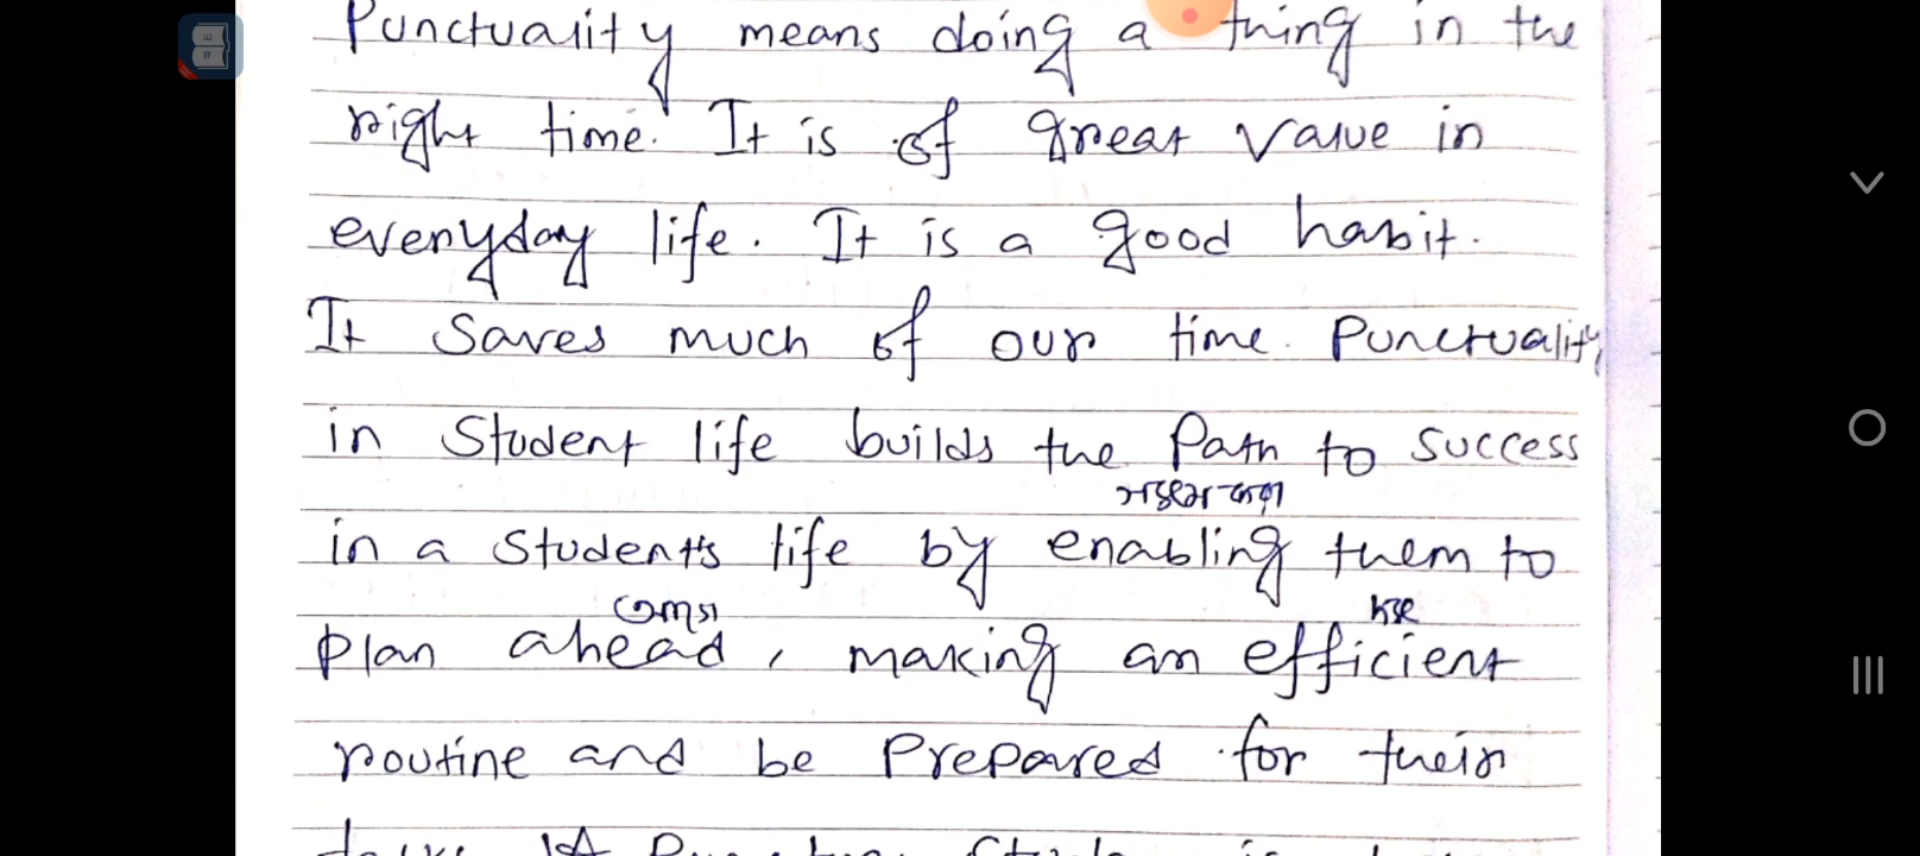 Punctuality means doing a thing in the
right time. It is of great value in
everyday life. It is a good habit.
It saves much of our time. Punctuality
in student life builds the path to success
in a student's life by enabling them to
plan ahead, making an efficient
routine and be prepared for their